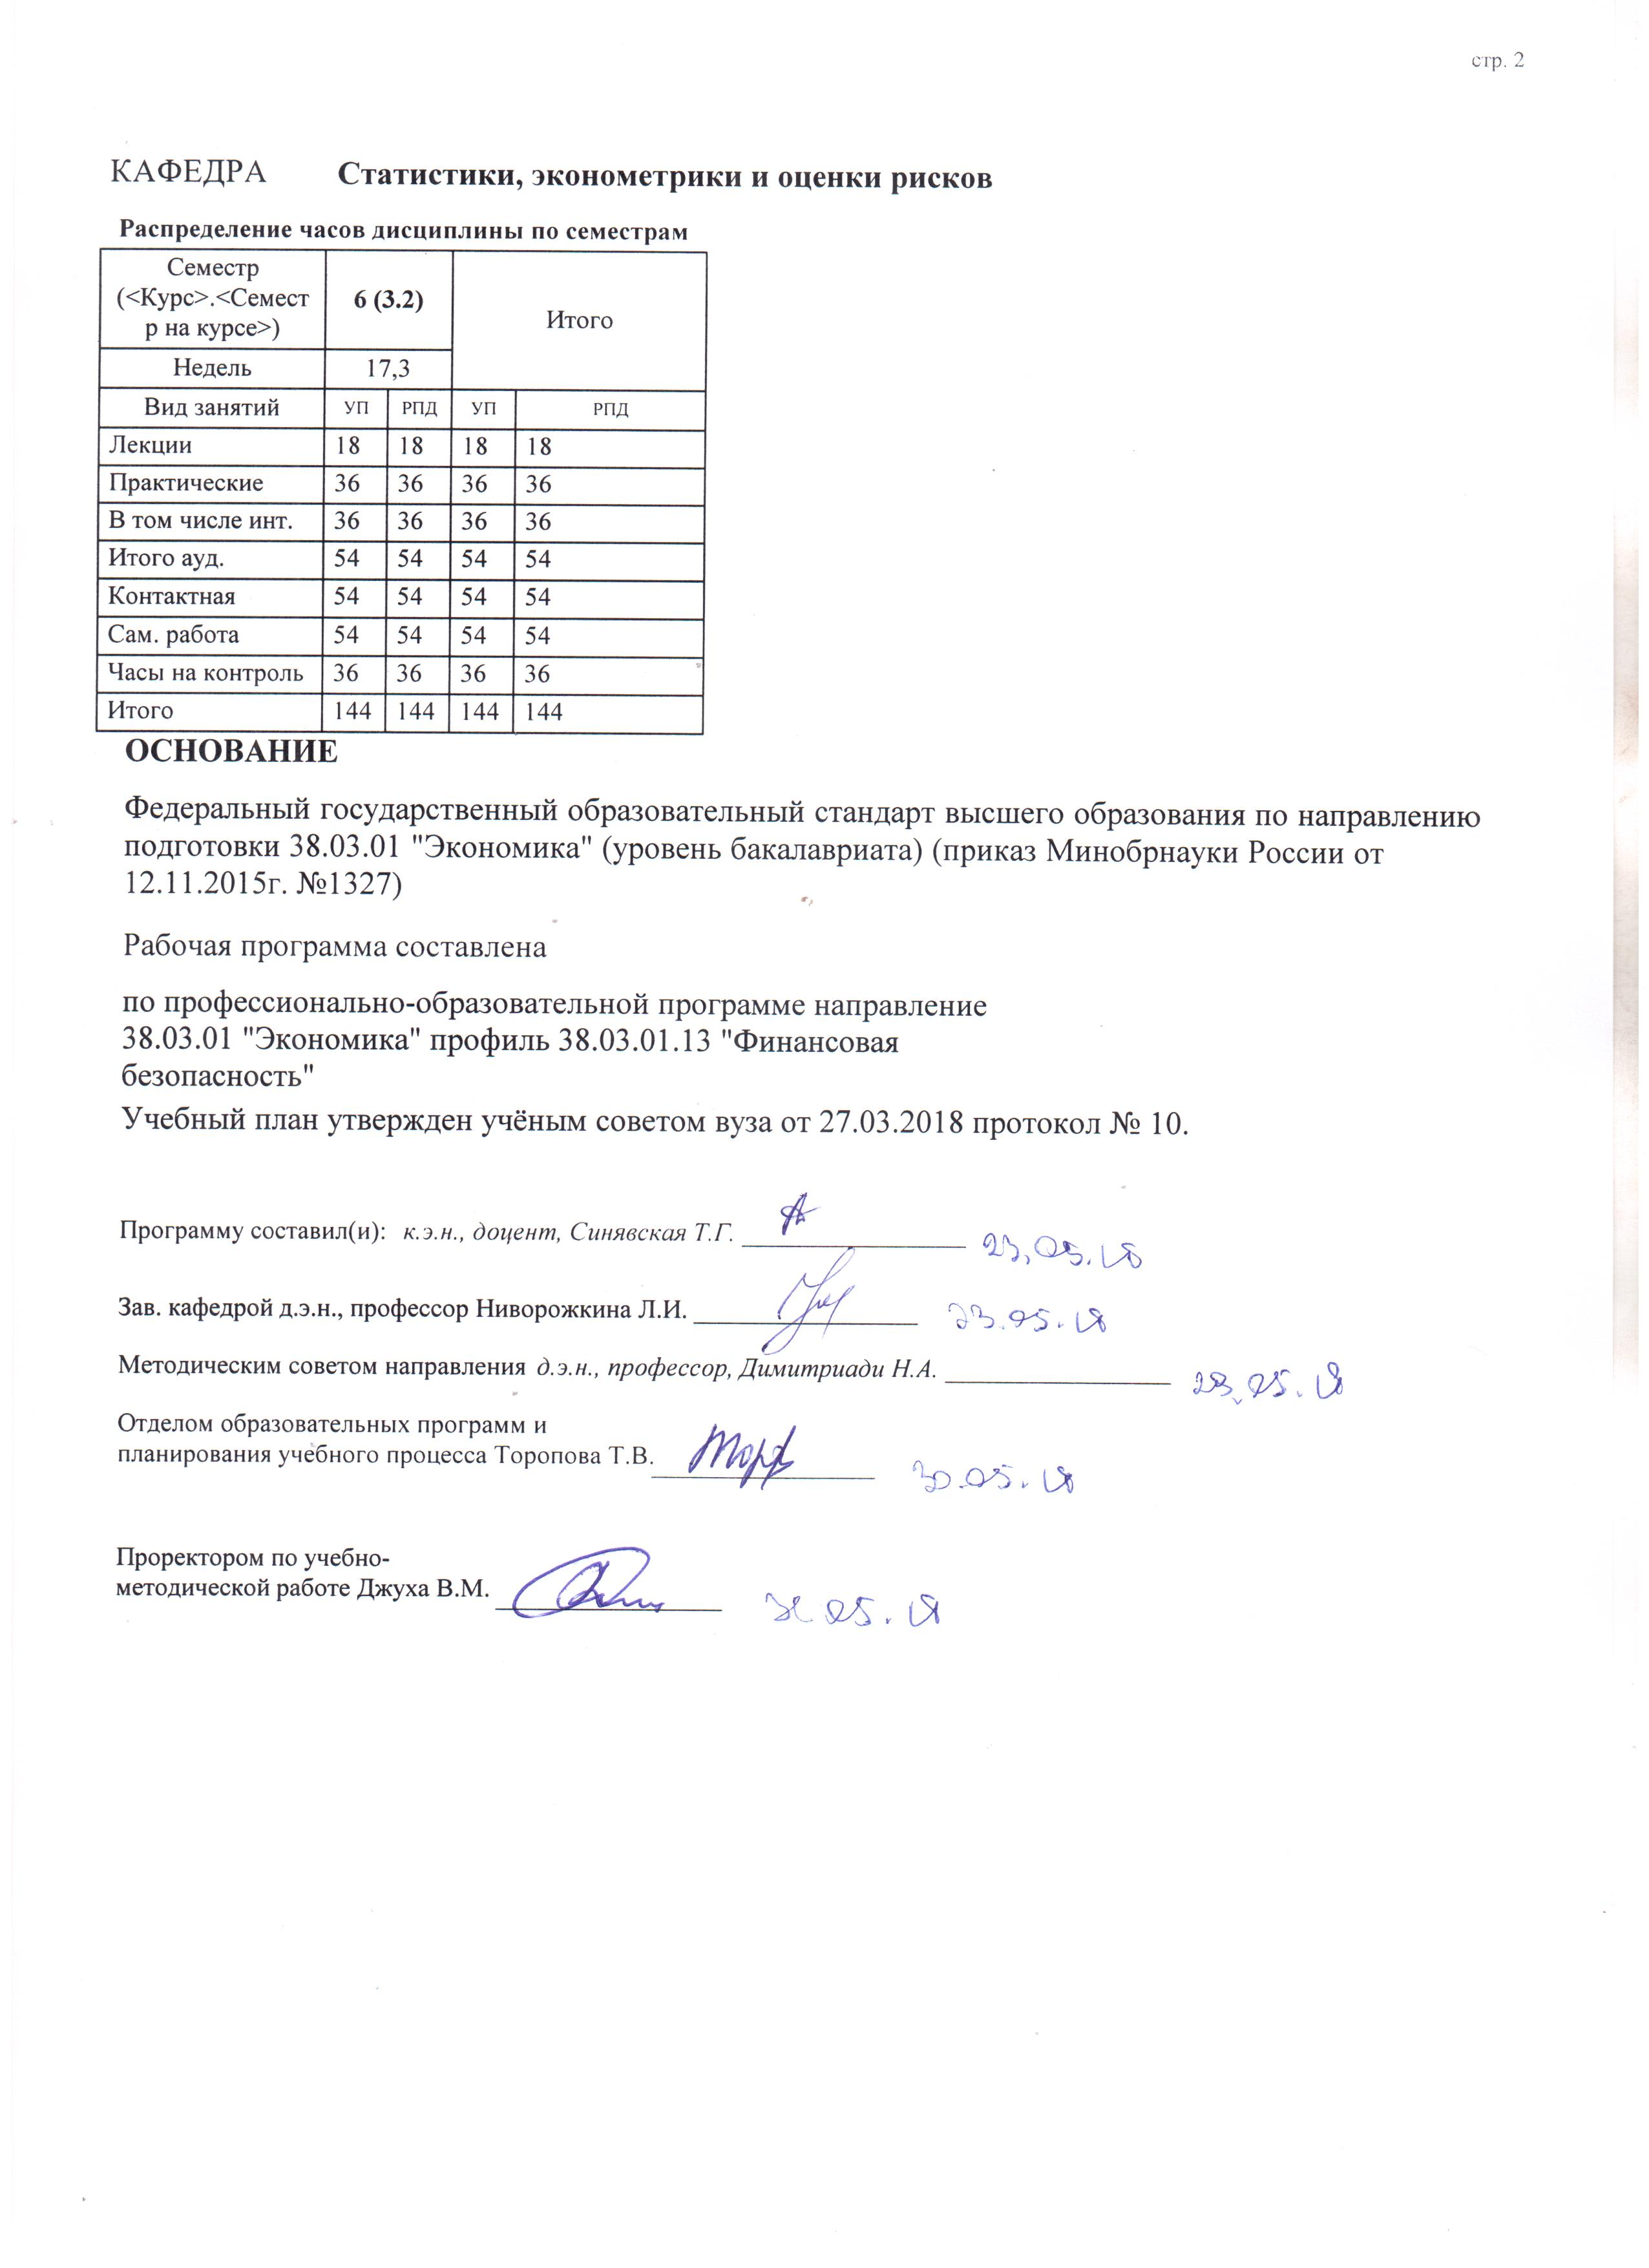 стр. 2
КАФЕДРА Статистики, эконометрики и оценки рисков
Распределение часов дисциплины по семестрам
Семестр
(<Курс>.<Семест
р на курсе>)
6 (3.2)
Итого
Недель 17,3
Вид занятий УП РПД УП РПД
Лекции 18 18 18 18
Практические 36 36 36 36
В том числе инт. 36 36 36 36
Итого ауд. 54 54 54 54
Контактная 54 54 54 54
Сам. работа 54 54 54 54
Часы на контроль 36 36 36 36
Итого 144 144 144 144
ОСНОВАНИЕ
Федеральный государственный образовательный стандарт высшего образования по направлению
подготовки 38.03.01 "Экономика" (уровень бакалавриата) (приказ Минобрнауки России от
12.11.2015г. №1327)
Рабочая программа составлена
по профессионально-образовательной программе направление
38.03.01 "Экономика" профиль 38.03.01.13 "Финансовая
безопасность"
Учебный план утвержден учёным советом вуза от 27.03.2018 протокол № 10.
Программу составил(и): к.э.н., доцент, Синявская Т.Г. 23.05.18
Зав. кафедрой д.э.н., профессор Ниворожкина Л.И. 23.05.18
Методическим советом направления д.э.н., профессор, Димитриади Н.А.
Отделом образовательных программ и
планирования учебного процесса Торопова Т.В. 30.05.18
Проректором по учебно-
методической работе Джуха В.М.